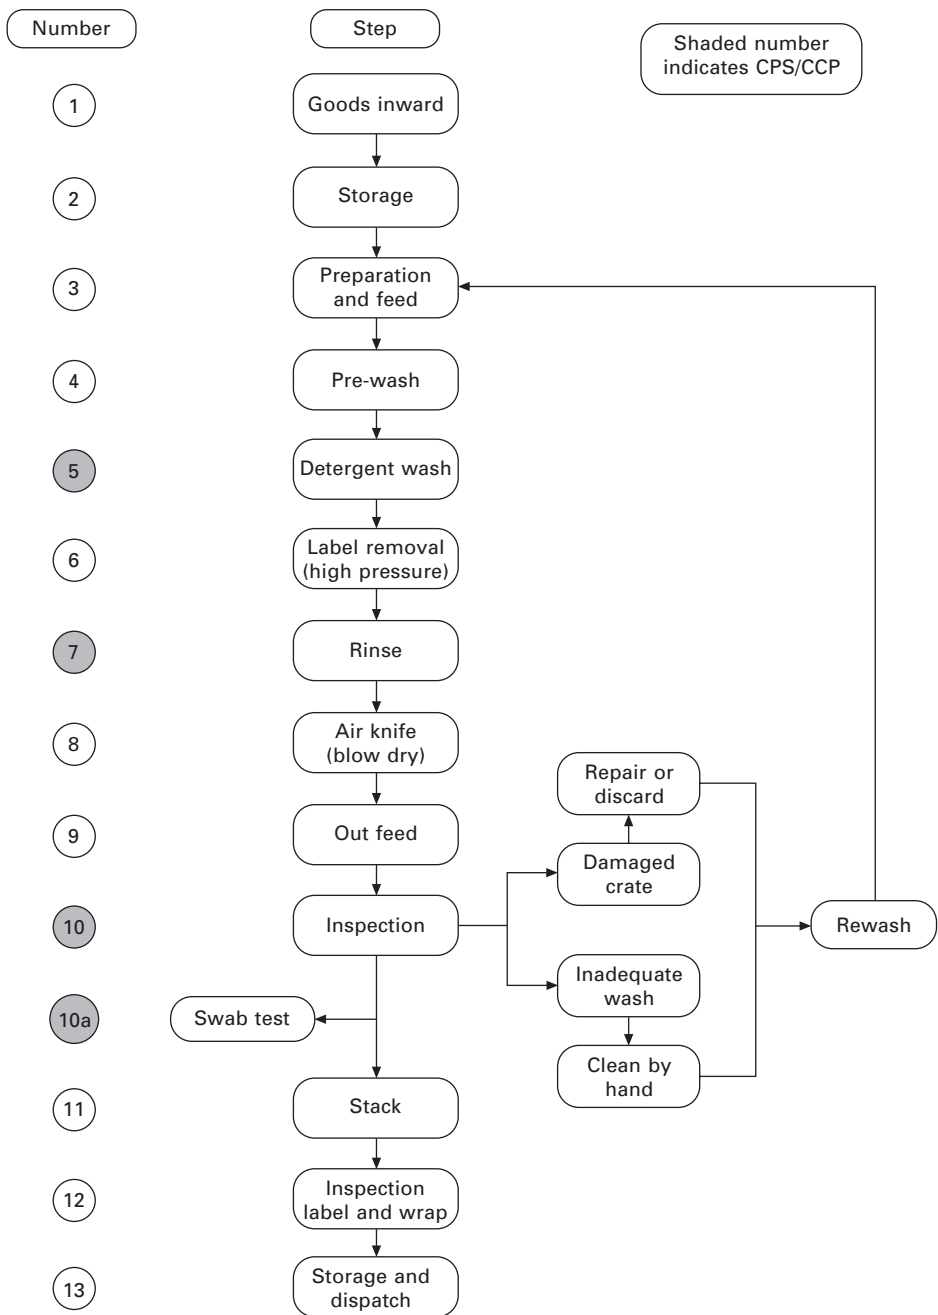 Number
Step
Shaded number
indicates CPS/CCP
1
Goods inward
2
Storage
3
Preparation
and feed
4
Pre-wash
5
Detergent wash
6
Label removal
(high pressure)
7
Rinse
8
Air knife
(blow dry)
Repair or
discard
9
Out feed
Damaged
crate
10
Inspection
Rewash
Inadequate
wash
10a
Swab test
Clean by
hand
11
Stack
12
Inspection
label and wrap
13
Storage and
dispatch